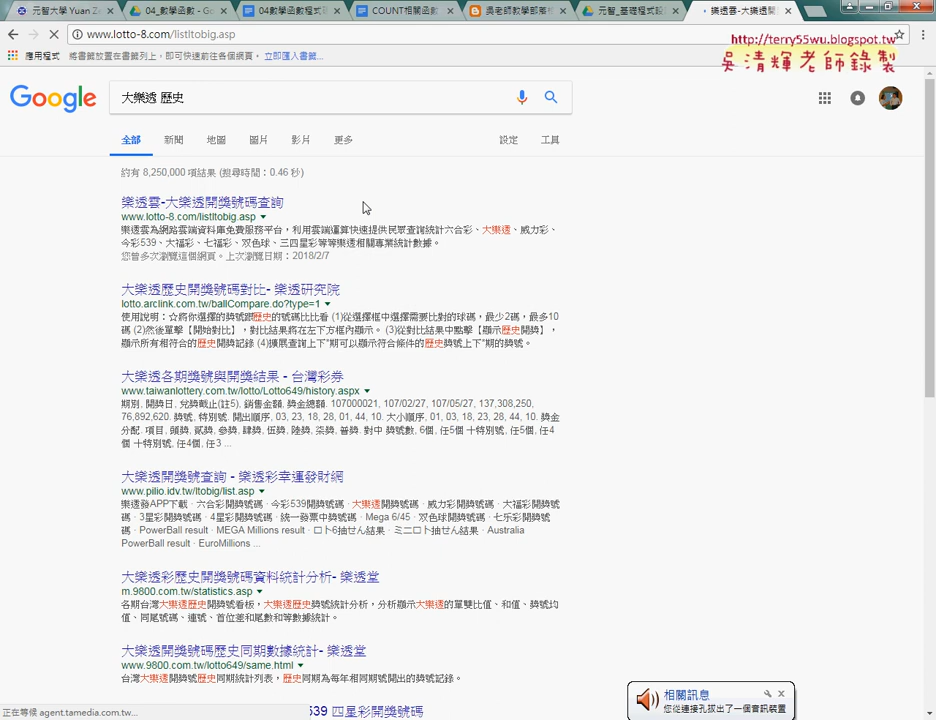 元智大學 Yuan Z
04_數學函數 - Go
04數學函數程式
COUNT相關函數
吳老師教學部落
元智_基礎程式設
樂透雲-大樂透開
www.lotto-8.com/listltobig.asp
http://terry55wu.blogspot.tw
吳清輝老師錄製
應用程式
將書籤放置在書籤列上，即可快速前往各個網頁。 立即匯入書籤...
Google
大樂透 歷史
全部 新聞 地圖 圖片 影片 更多 設定 工具
約有 8,250,000 項結果 (搜尋時間：0.46 秒)
樂透雲-大樂透開獎號碼查詢
www.lotto-8.com/listltobig.asp
樂透雲為網路雲端資料庫免費服務平台，利用雲端運算快速提供民眾查詢統計六合彩、大樂透、威力彩、
今彩539、大福彩、七福彩、双色球、三四星彩等等樂透相關專業統計數據。
您曾多次瀏覽這個網頁。上次瀏覽日期：2018/2/7
大樂透歷史開獎號碼對比- 樂透研究院
lotto.arclink.com.tw/ballCompare.do?type=1
使用說明：☆將你選擇的獎號跟歷史的號碼比比看 (1)從選擇框中選擇需要比對的球碼，最少2碼，最多10
碼 (2)然後單擊【開始對比】，對比結果將在左下方框內顯示。 (3)從對比結果中點擊【顯示歷史開獎】，
顯示所有相符合的歷史開獎記錄 (4)擴展查詢上下*期可以顯示符合條件的歷史獎號上下*期的獎號。
大樂透各期獎號與開獎結果 - 台灣彩券
www.taiwanlottery.com.tw/lotto/Lotto649/history.aspx
期別, 開獎日, 兌獎截止(註5), 銷售金額, 獎金總額. 107000021, 107/02/27, 107/05/27, 137,308,250,
76,892,620. 獎號, 特別號. 開出順序, 03, 23, 18, 28, 01, 44, 10. 大小順序, 01, 03, 18, 23, 28, 44, 10. 獎金
分配. 項目, 頭獎, 貳獎, 參獎, 肆獎, 伍獎, 陸獎, 柒獎, 普獎. 對中 獎號數, 6個, 任5個 十特別號, 任5個, 任4
個 十特別號, 任4個, 任3 ...
大樂透開獎號查詢 - 樂透彩幸運發財網
www.pilio.idv.tw/ltobig/list.asp
樂透發APP下載 · 六合彩開獎號碼 · 今彩539開獎號碼 · 大樂透開獎號碼 · 威力彩開獎號碼 · 大福彩開獎號
碼 · 3星彩開獎號碼 · 4星彩開獎號碼 · 統一發票中獎號碼 · Mega 6/45 · 双色球開獎號碼 · 七乐彩開獎號
碼 · PowerBall result · MEGA Millions result · ロト6抽せん結果 · ミニロト抽せん結果 · Australia
PowerBall result · EuroMillions ...
大樂透彩歷史開獎號碼資料統計分析- 樂透堂
m.9800.com.tw/statistics.asp
各期台灣大樂透歷史開獎號看板，大樂透歷史獎號統計分析，分析顯示大樂透的單雙比值、和值、獎號均
值、同尾號碼、連號、首位差和尾數和等數據統計。
大樂透開獎號碼歷史同期數據統計- 樂透堂
www.9800.com.tw/lotto649/same.html
台灣大樂透開獎號歷史同期統計列表，歷史同期為每年相同期號開出的獎號記錄。
539 四星彩開獎號碼
正在等候 agent.tamedia.com.tw...
相關訊息
您從連接孔拔出了一個音訊裝置